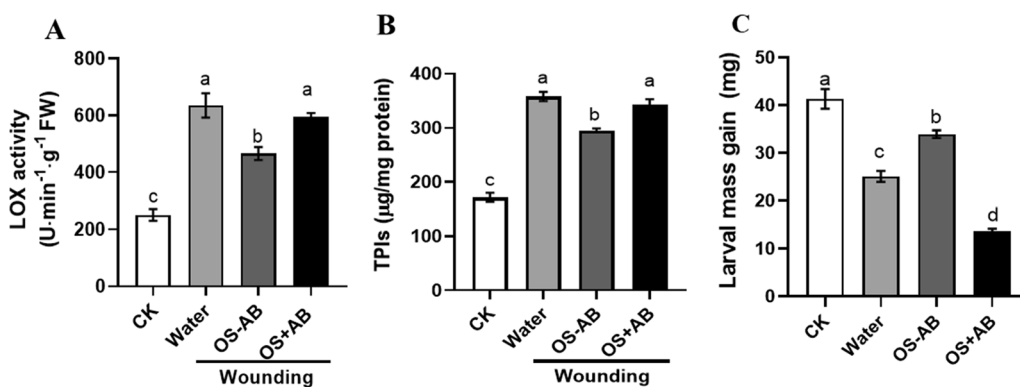 A
LOX activity
(U·min⁻¹·g⁻¹ FW)
800
600
400
200
0
c
a
b
a
CK
Water
OS-AB
OS+AB
Wounding
B
TPIs (μg/mg protein)
400
300
200
100
0
c
a
b
a
CK
Water
OS-AB
OS+AB
Wounding
C
Larval mass gain (mg)
50
40
30
20
10
0
a
c
b
d
CK
Water
OS-AB
OS+AB